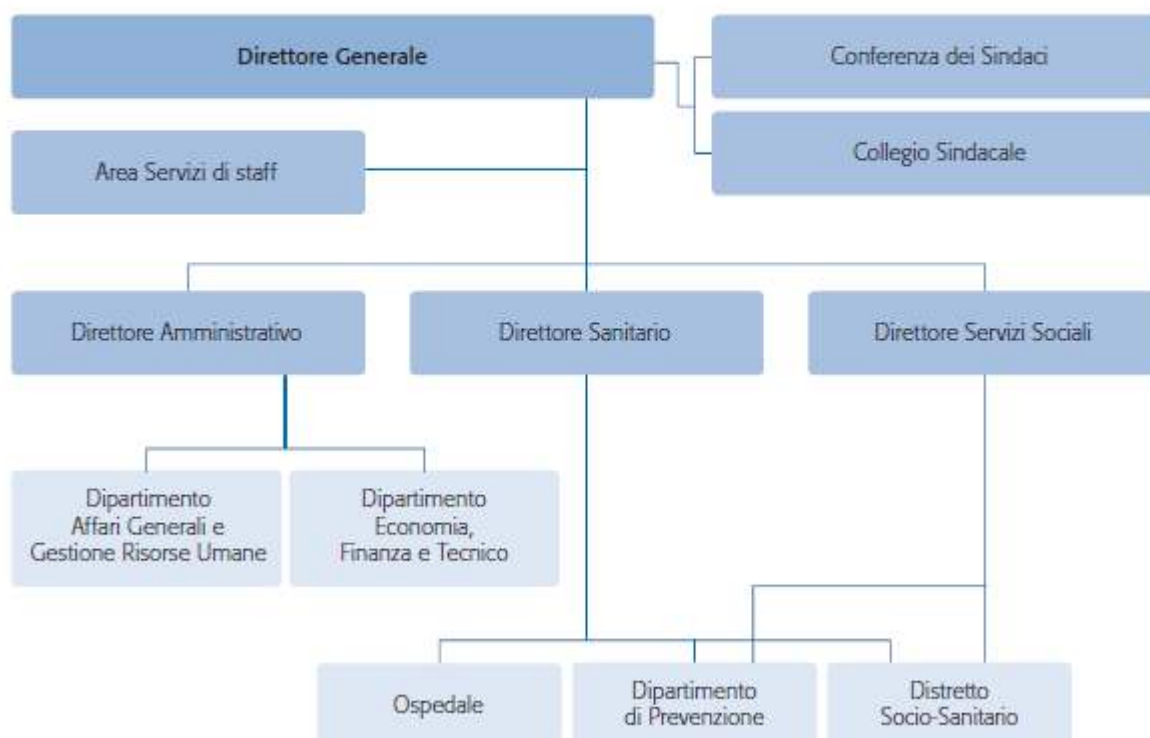 Direttore Generale
Conferenza dei Sindaci
Collegio Sindacale
Area Servizi di staff
Direttore Amministrativo
Direttore Sanitario
Direttore Servizi Sociali
Dipartimento
Affari Generali e
Gestione Risorse Umane
Dipartimento
Economia,
Finanza e Tecnico
Ospedale
Dipartimento
di Prevenzione
Distretto
Socio-Sanitario